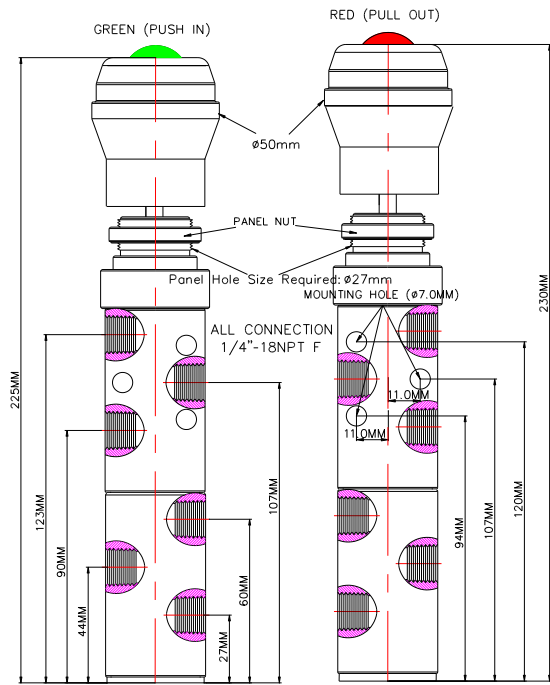 GREEN (PUSH IN)
RED (PULL OUT)
ø50mm
PANEL NUT
Panel Hole Size Required: ø27mm
MOUNTING HOLE (ø7.0MM)
ALL CONNECTION
1/4"-18NPT F
11.0MM
11.0MM
225MM
123MM
90MM
44MM
107MM
60MM
27MM
94MM
107MM
120MM
230MM